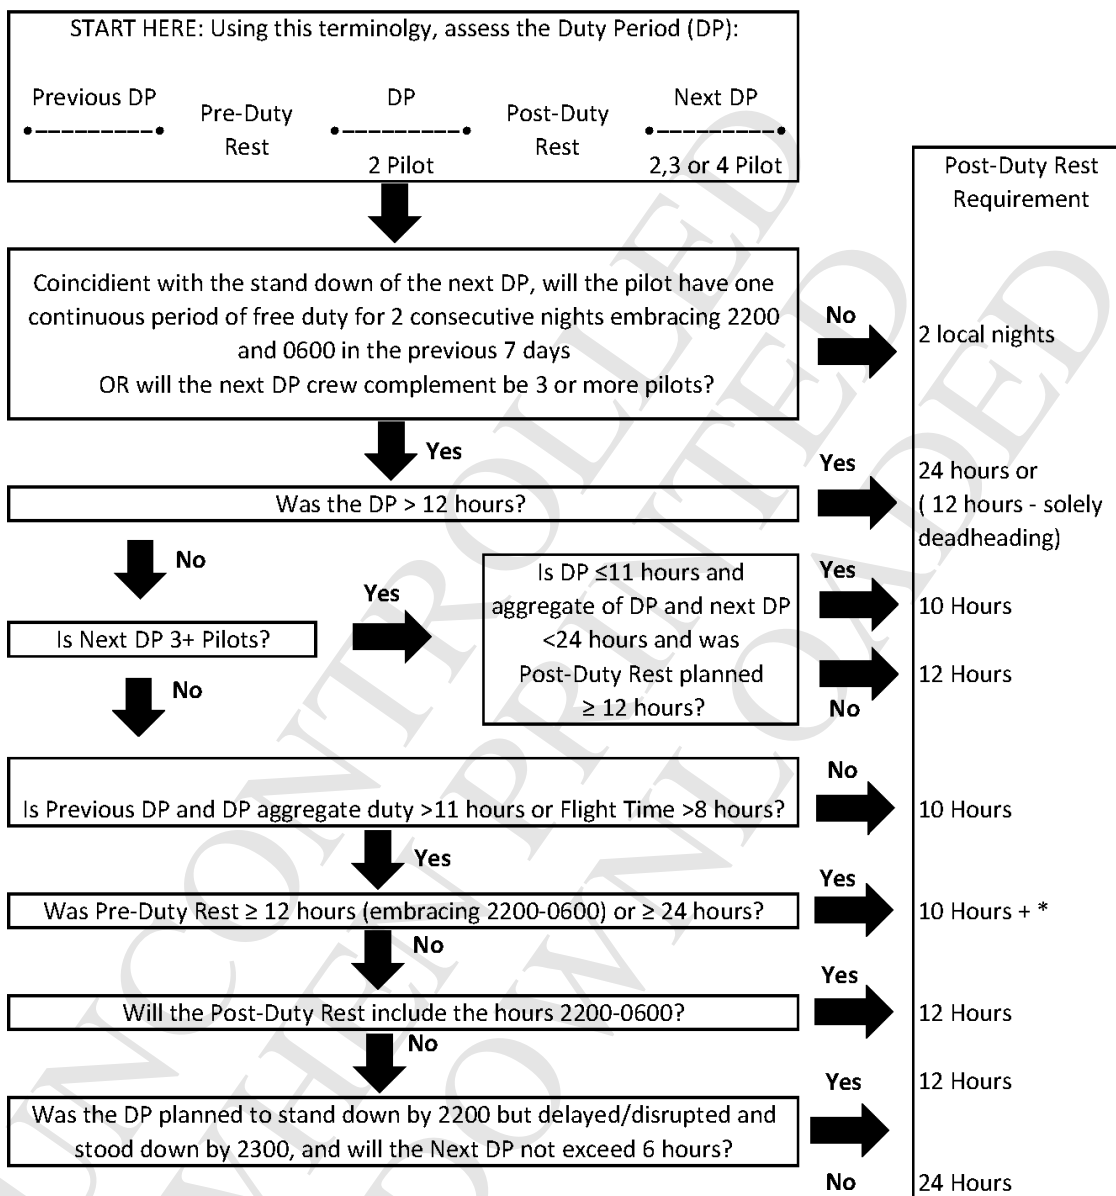 START HERE: Using this terminolgy, assess the Duty Period (DP):
Previous DP
Pre-Duty
Rest
DP
2 Pilot
Post-Duty
Rest
Next DP
2,3 or 4 Pilot
Post-Duty Rest
Requirement
Coincident with the stand down of the next DP, will the pilot have one
continuous period of free duty for 2 consecutive nights embracing 2200
and 0600 in the previous 7 days
OR will the next DP crew complement be 3 or more pilots?
No
2 local nights
Yes
Was the DP > 12 hours?
Yes
24 hours or
( 12 hours - solely
deadheading)
No
Is Next DP 3+ Pilots?
Yes
Is DP ≤11 hours and
aggregate of DP and next DP
<24 hours and was
Post-Duty Rest planned
≥ 12 hours?
Yes
10 Hours
No
12 Hours
No
Is Previous DP and DP aggregate duty >11 hours or Flight Time >8 hours?
No
10 Hours
Yes
Was Pre-Duty Rest ≥ 12 hours (embracing 2200-0600) or ≥ 24 hours?
Yes
10 Hours + *
No
Will the Post-Duty Rest include the hours 2200-0600?
Yes
12 Hours
No
Was the DP planned to stand down by 2200 but delayed/disrupted and
stood down by 2300, and will the Next DP not exceed 6 hours?
Yes
12 Hours
No
24 Hours
UNCONTROLLED
WHEN PRINTED
DOWNLOADED